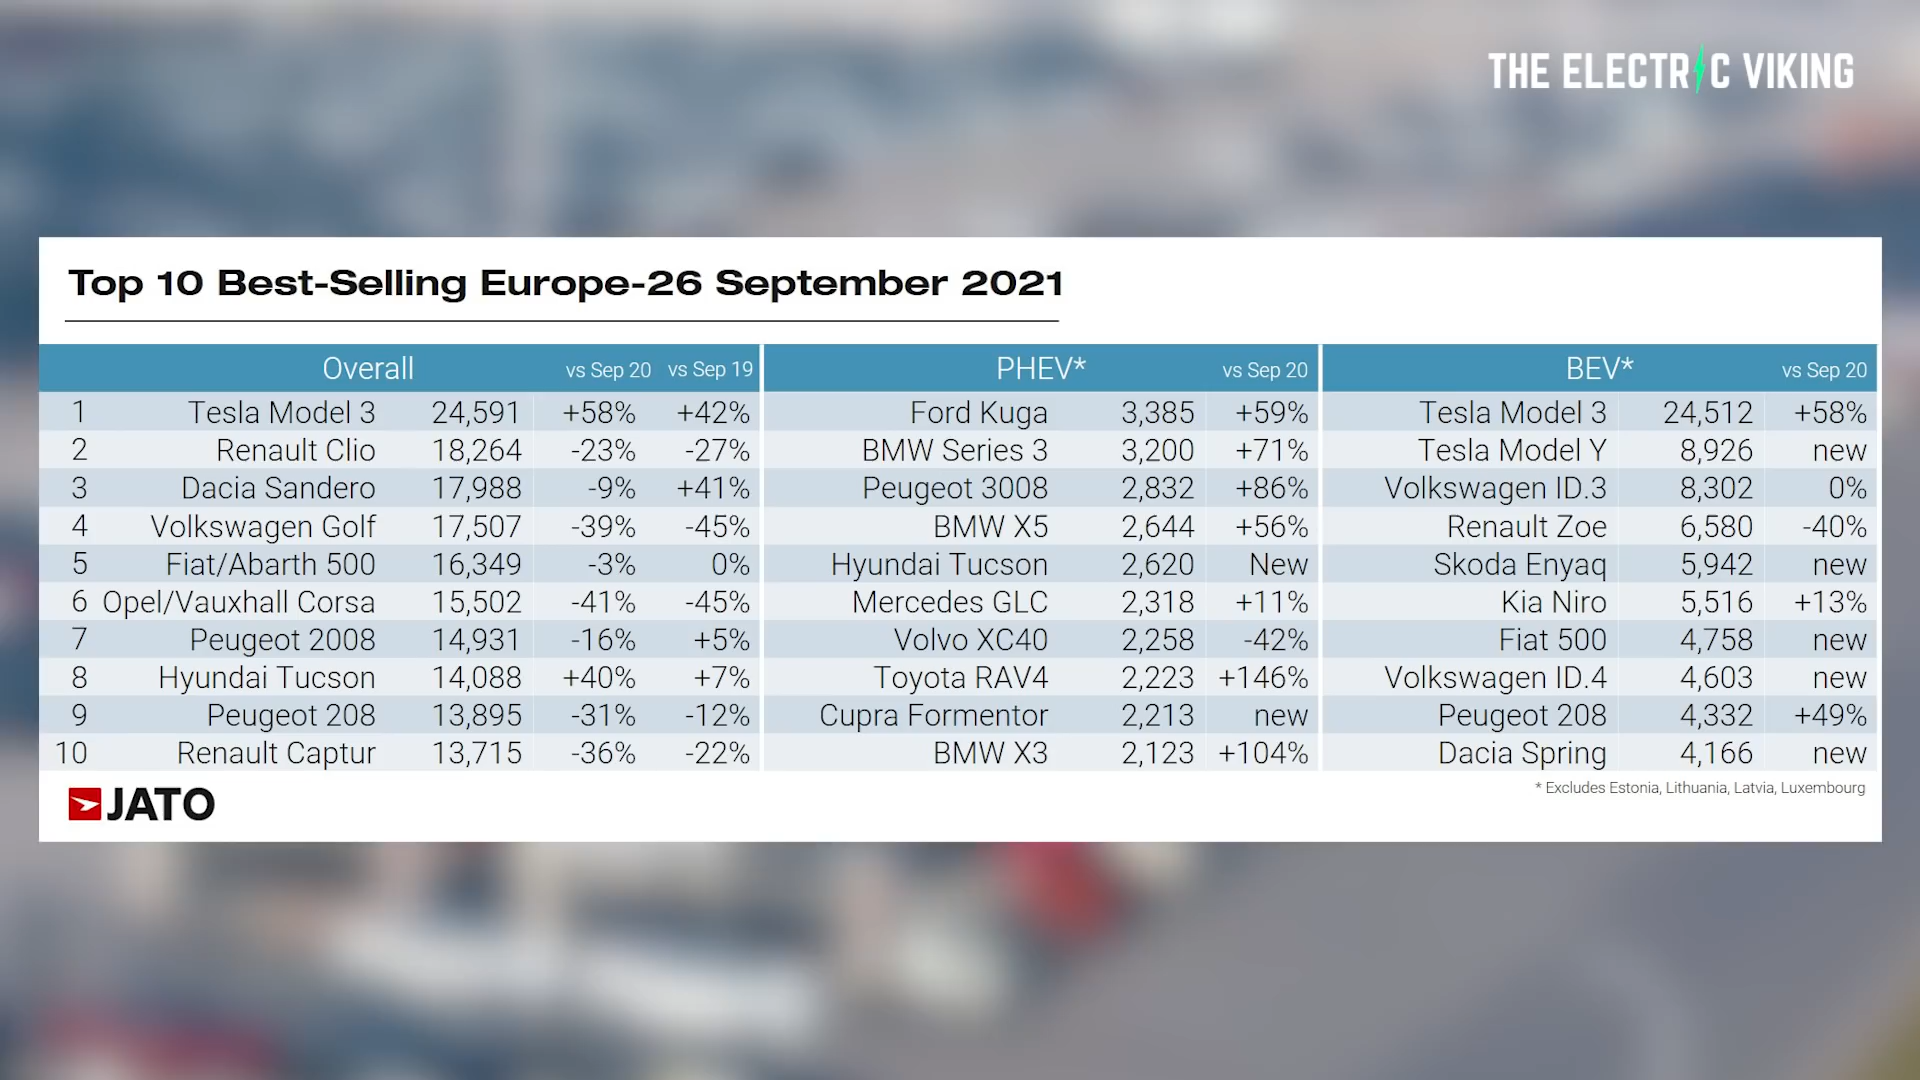 THE ELECTRIC VIKING
Top 10 Best-Selling Europe-26 September 2021
Overall vs Sep 20 vs Sep 19 PHEV* vs Sep 20 BEV* vs Sep 20
1 Tesla Model 3 24,591 +58% +42% Ford Kuga 3,385 +59% Tesla Model 3 24,512 +58%
2 Renault Clio 18,264 -23% -27% BMW Series 3 3,200 +71% Tesla Model Y 8,926 new
3 Dacia Sandero 17,988 -9% +41% Peugeot 3008 2,832 +86% Volkswagen ID.3 8,302 0%
4 Volkswagen Golf 17,507 -39% -45% BMW X5 2,644 +56% Renault Zoe 6,580 -40%
5 Fiat/Abarth 500 16,349 -3% 0% Hyundai Tucson 2,620 New Skoda Enyaq 5,942 new
6 Opel/Vauxhall Corsa 15,502 -41% -45% Mercedes GLC 2,318 +11% Kia Niro 5,516 +13%
7 Peugeot 2008 14,931 -16% +5% Volvo XC40 2,258 -42% Fiat 500 4,758 new
8 Hyundai Tucson 14,088 +40% +7% Toyota RAV4 2,223 +146% Volkswagen ID.4 4,603 new
9 Peugeot 208 13,895 -31% -12% Cupra Formentor 2,213 new Peugeot 208 4,332 +49%
10 Renault Captur 13,715 -36% -22% BMW X3 2,123 +104% Dacia Spring 4,166 new
* Excludes Estonia, Lithuania, Latvia, Luxembourg
JATO